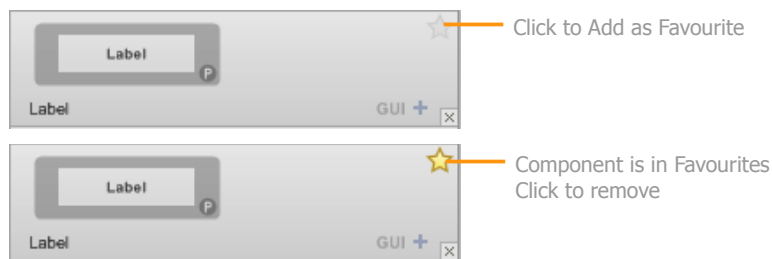 Label
P
Label
GUI +
Click to Add as Favourite
Label
P
Label
GUI +
Component is in Favourites
Click to remove